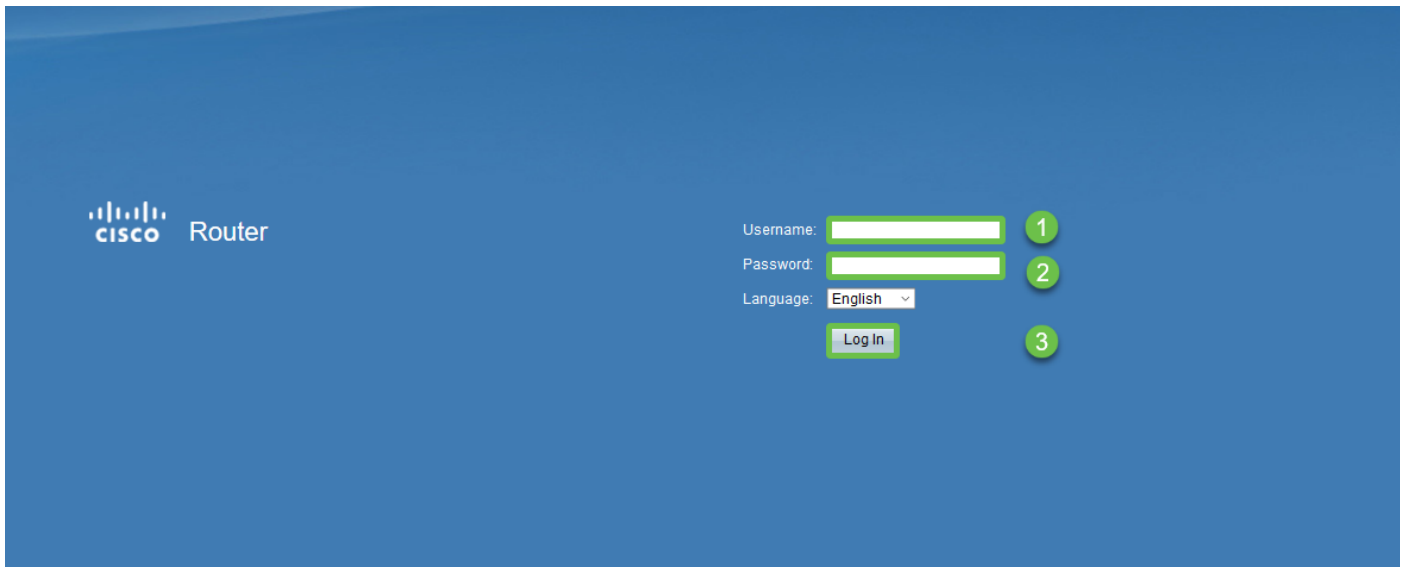 cisco Router
Username: 1
Password: 2
Language: English
Log In 3